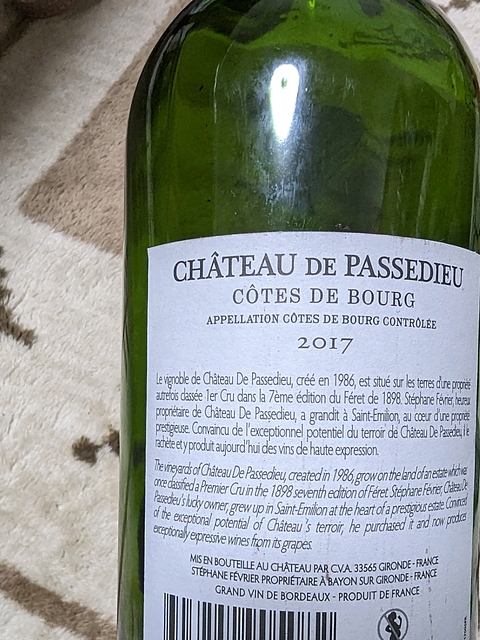 CHÂTEAU DE PASSEDIEU
CÔTES DE BOURG
APPELLATION CÔTES DE BOURG CONTRÔLÉE
2017
Le vignoble de Château De Passedieu, créé en 1986, est situé sur les terres d'une propriété
autrefois classée 1er Cru dans la 7ème édition du Féret de 1898. Stéphane Février, heureux
propriétaire de Château De Passedieu, a grandit à Saint-Emilion, au cœur d'une propriété
prestigieuse. Convaincu de l'exceptionnel potentiel du terroir de Château De Passedieu, il le
rachète et y produit aujourd'hui des vins de haute expression.
The vineyards of Château De Passedieu, created in 1986, grow on the land of an estate which was
once classified a Premier Cru in the 1898 seventh edition of Féret. Stéphane Février, Château De
Passedieu's lucky owner, grew up in Saint-Emilion at the heart of a prestigious estate. Convinced
of the exceptional potential of Château 's terroir, he purchased it and now produces
exceptionally expressive wines from its grapes.
MIS EN BOUTEILLE AU CHÂTEAU PAR C.V.A. 33565 GIRONDE - FRANCE
STÉPHANE FÉVRIER PROPRIÉTAIRE À BAYON SUR GIRONDE - FRANCE
GRAND VIN DE BORDEAUX - PRODUIT DE FRANCE